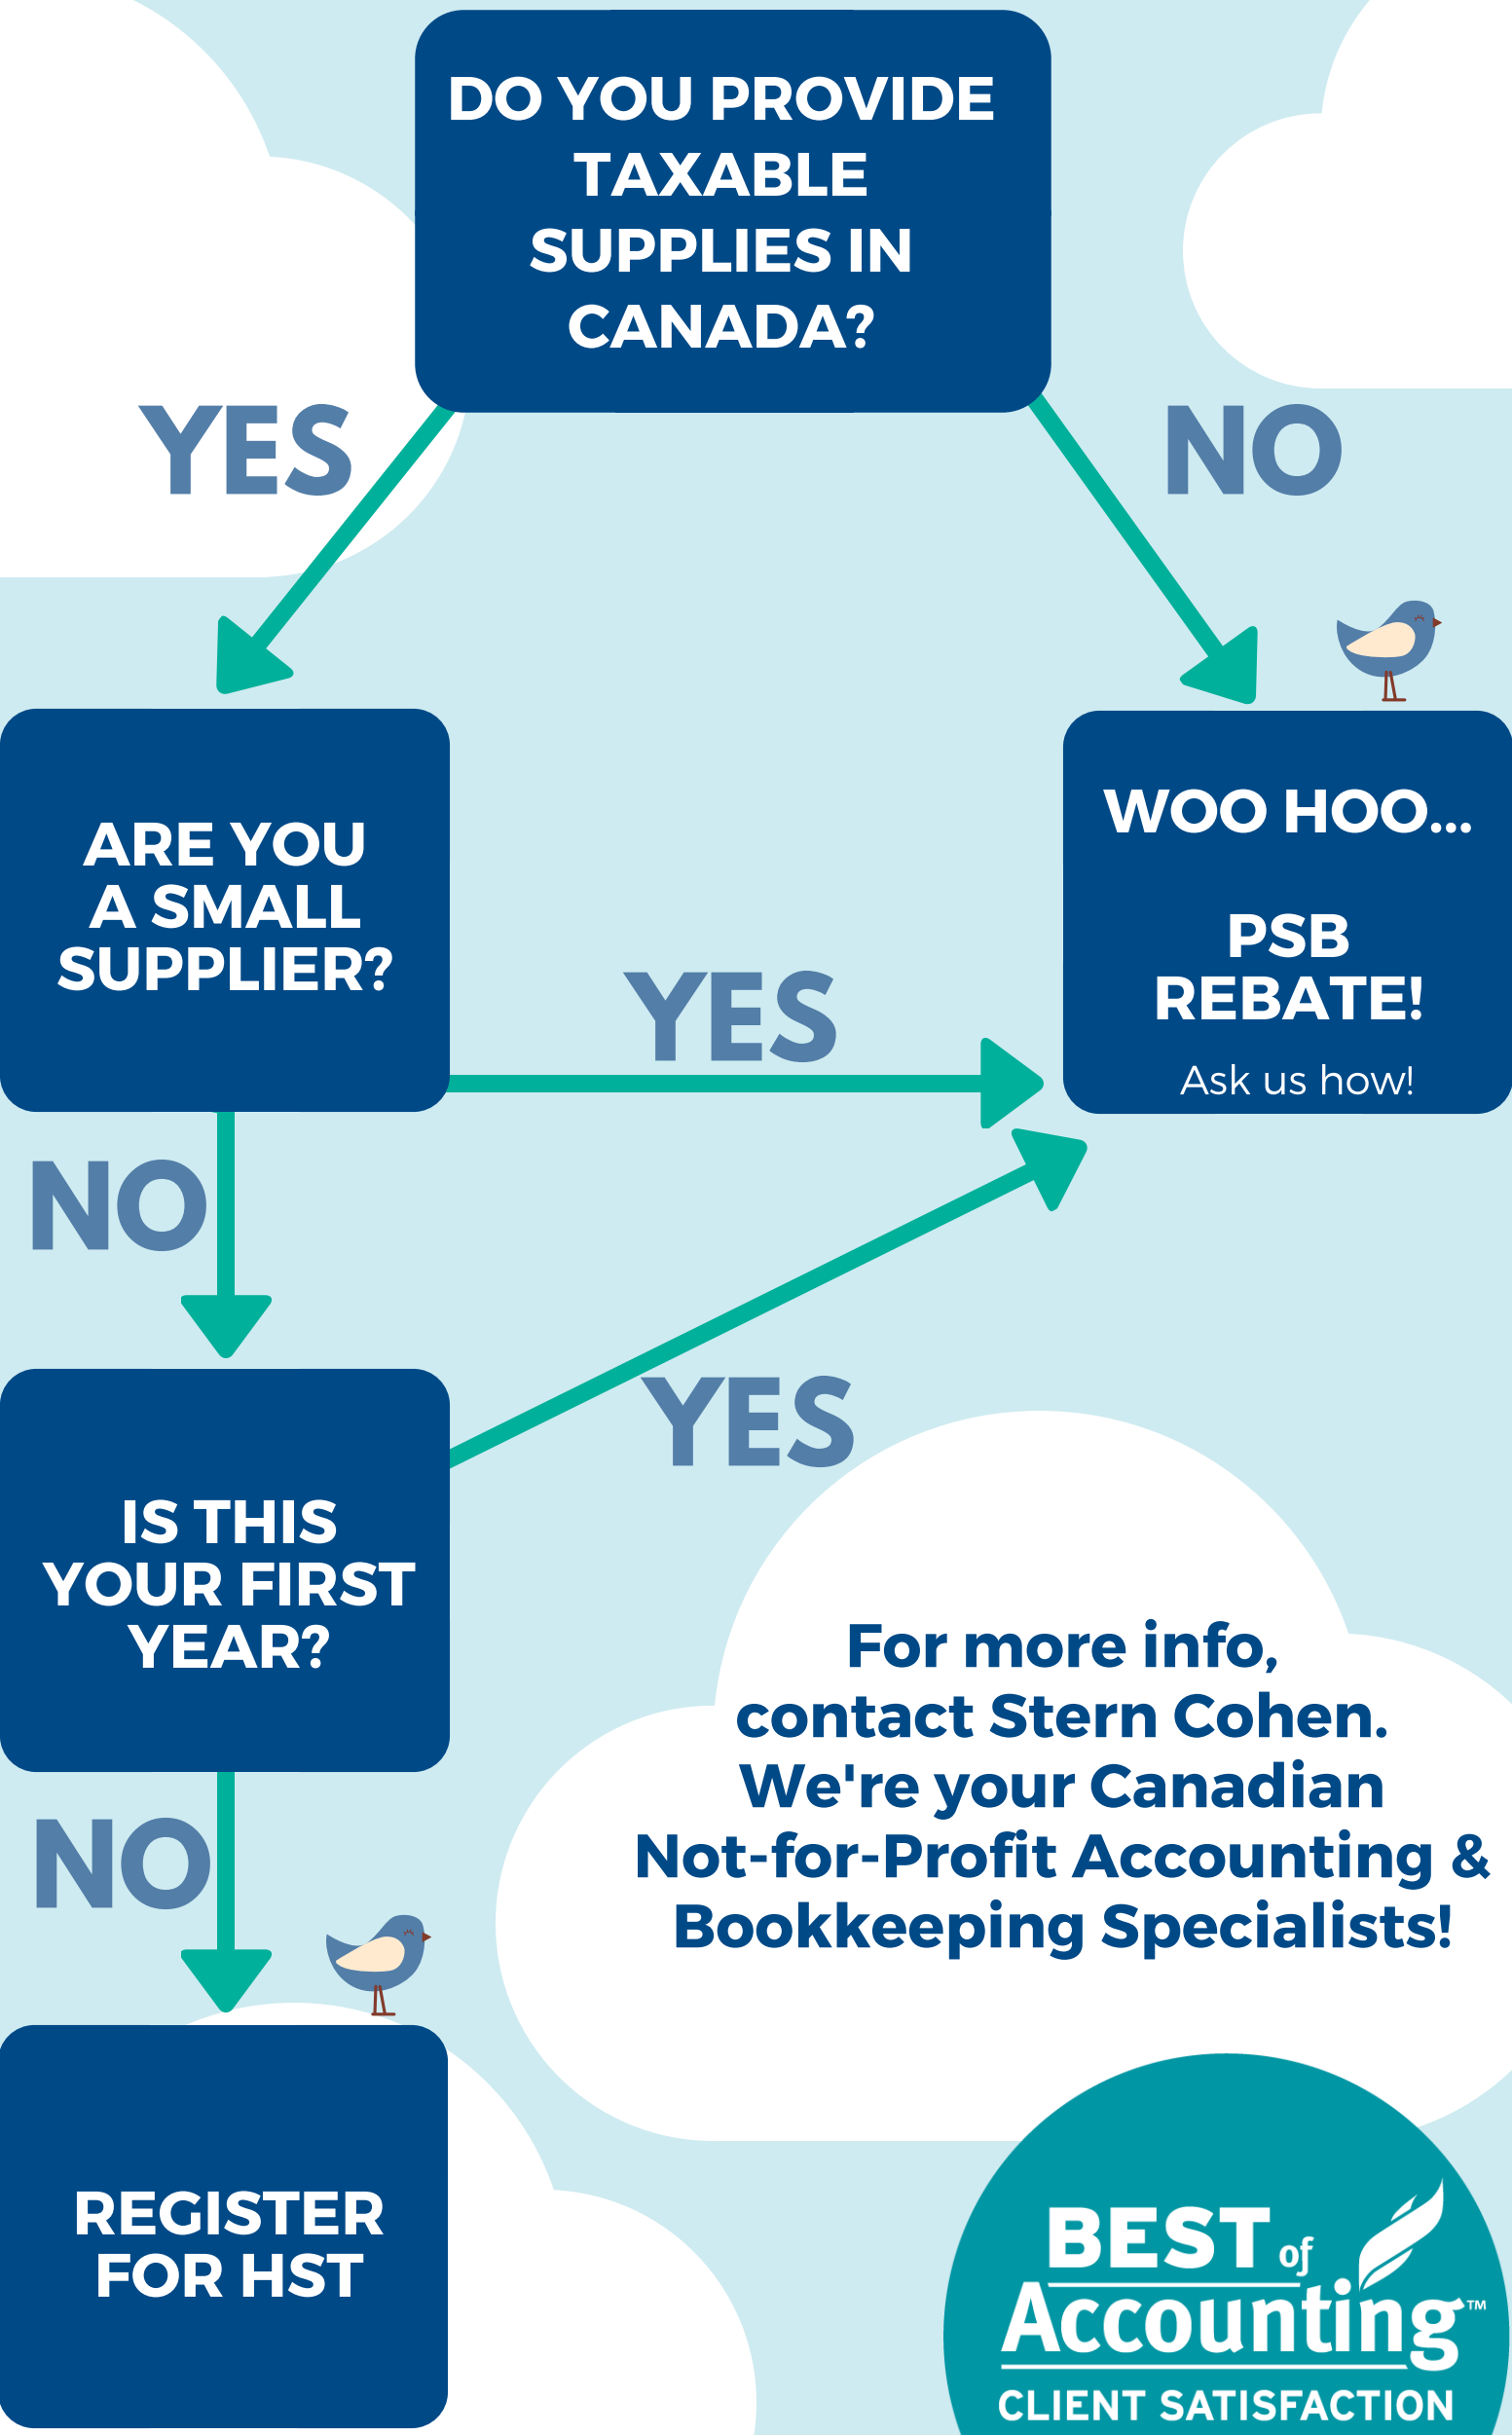 DO YOU PROVIDE
TAXABLE
SUPPLIES IN
CANADA?
YES
NO
ARE YOU
A SMALL
SUPPLIER?
WOO HOO...
PSB
REBATE!
Ask us how!
YES
NO
YES
IS THIS
YOUR FIRST
YEAR?
For more info,
contact Stern Cohen.
We're your Canadian
Not-for-Profit Accounting &
Bookkeeping Specialists!
NO
REGISTER
FOR HST
BEST of
Accounting™
CLIENT SATISFACTION